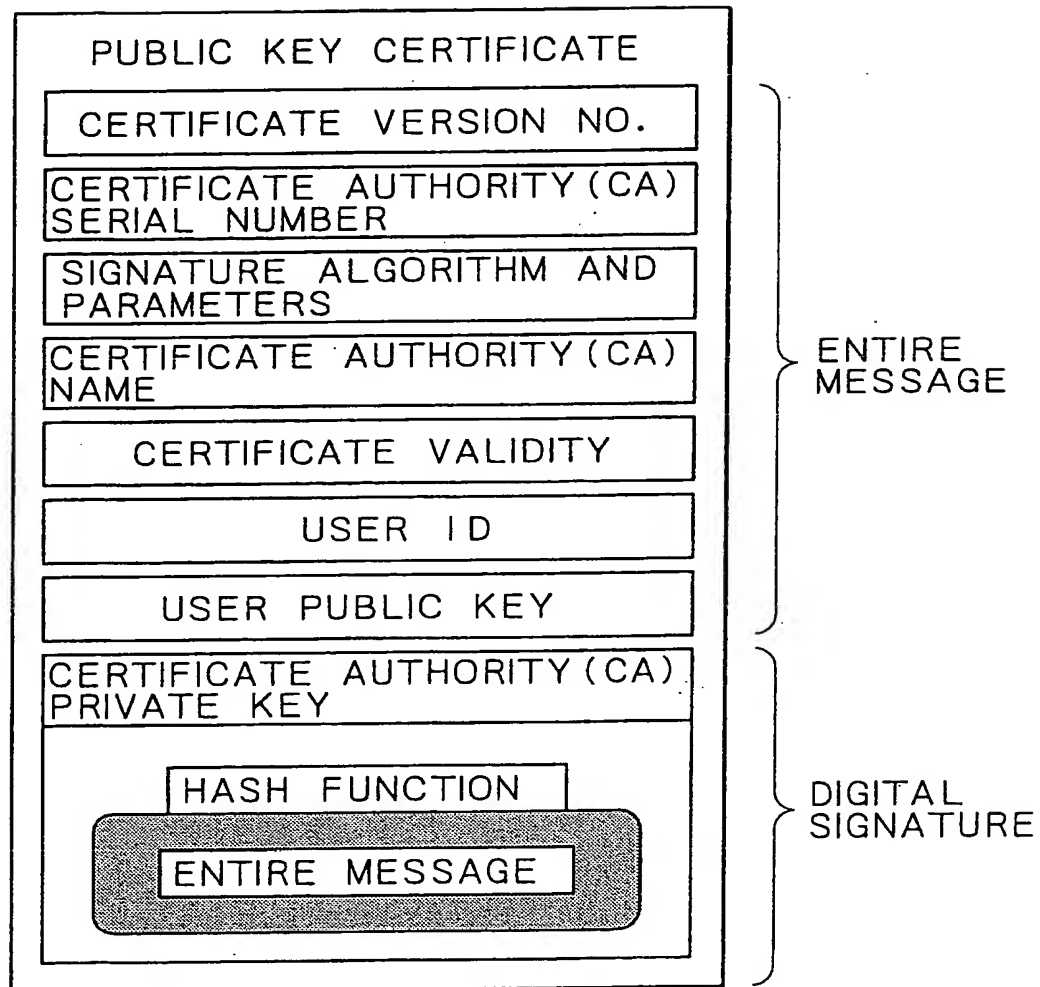 PUBLIC KEY CERTIFICATE
CERTIFICATE VERSION NO.
CERTIFICATE AUTHORITY(CA)
SERIAL NUMBER
SIGNATURE ALGORITHM AND
PARAMETERS
CERTIFICATE AUTHORITY(CA)
NAME
CERTIFICATE VALIDITY
USER ID
USER PUBLIC KEY
ENTIRE
MESSAGE
CERTIFICATE AUTHORITY(CA)
PRIVATE KEY
HASH FUNCTION
ENTIRE MESSAGE
DIGITAL
SIGNATURE